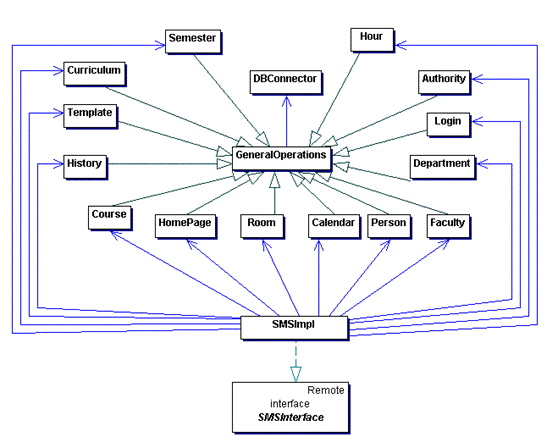 Semester
Hour
Curriculum
DBConnector
Authority
Template
Login
GeneralOperations
History
Department
Course
HomePage
Room
Calendar
Person
Faculty
SMSImpl
Remote
interface
SMSInterface